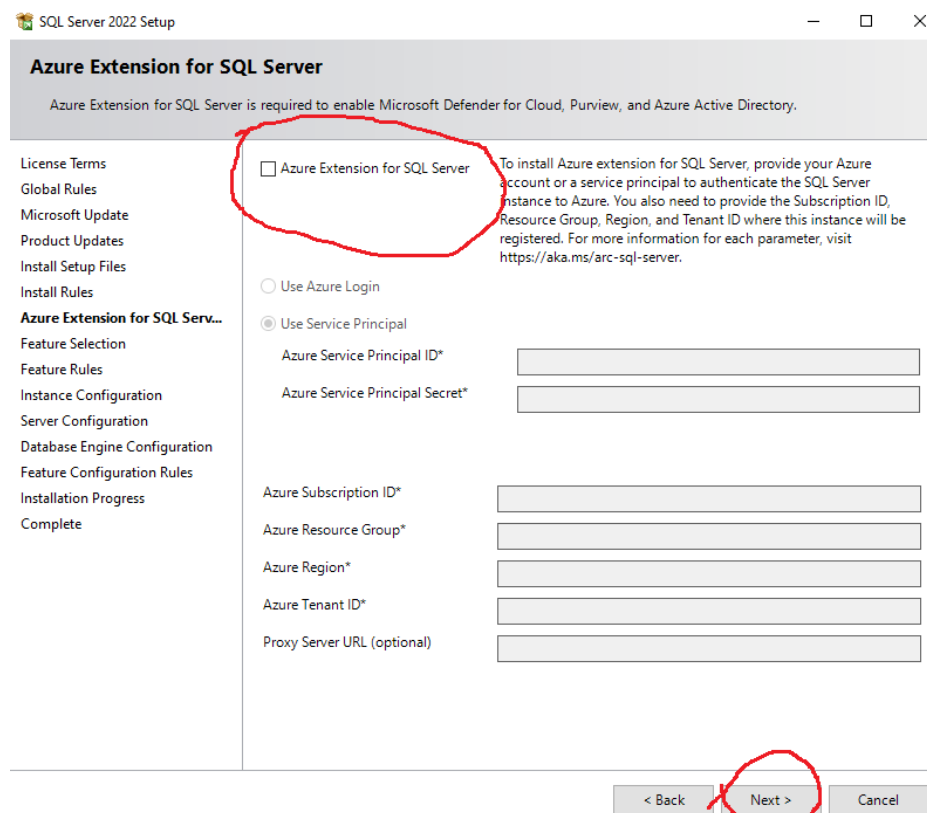 SQL Server 2022 Setup
Azure Extension for SQL Server
Azure Extension for SQL Server is required to enable Microsoft Defender for Cloud, Purview, and Azure Active Directory.
License Terms
Global Rules
Microsoft Update
Product Updates
Install Setup Files
Install Rules
Azure Extension for SQL Serv...
Feature Selection
Feature Rules
Instance Configuration
Server Configuration
Database Engine Configuration
Feature Configuration Rules
Installation Progress
Complete
Azure Extension for SQL Server
To install Azure extension for SQL Server, provide your Azure
account or a service principal to authenticate the SQL Server
instance to Azure. You also need to provide the Subscription ID,
Resource Group, Region, and Tenant ID where this instance will be
registered. For more information for each parameter, visit
https://aka.ms/arc-sql-server.
Use Azure Login
Use Service Principal
Azure Service Principal ID*
Azure Service Principal Secret*
Azure Subscription ID*
Azure Resource Group*
Azure Region*
Azure Tenant ID*
Proxy Server URL (optional)
< Back
Next >
Cancel